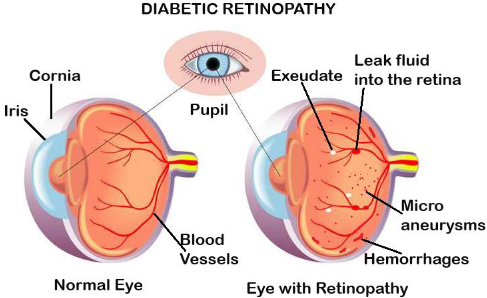 DIABETIC RETINOPATHY
Cornia
Iris
Pupil
Exeudate
Leak fluid
into the retina
Blood
Vessels
Micro
aneurysms
Hemorrhages
Normal Eye
Eye with Retinopathy